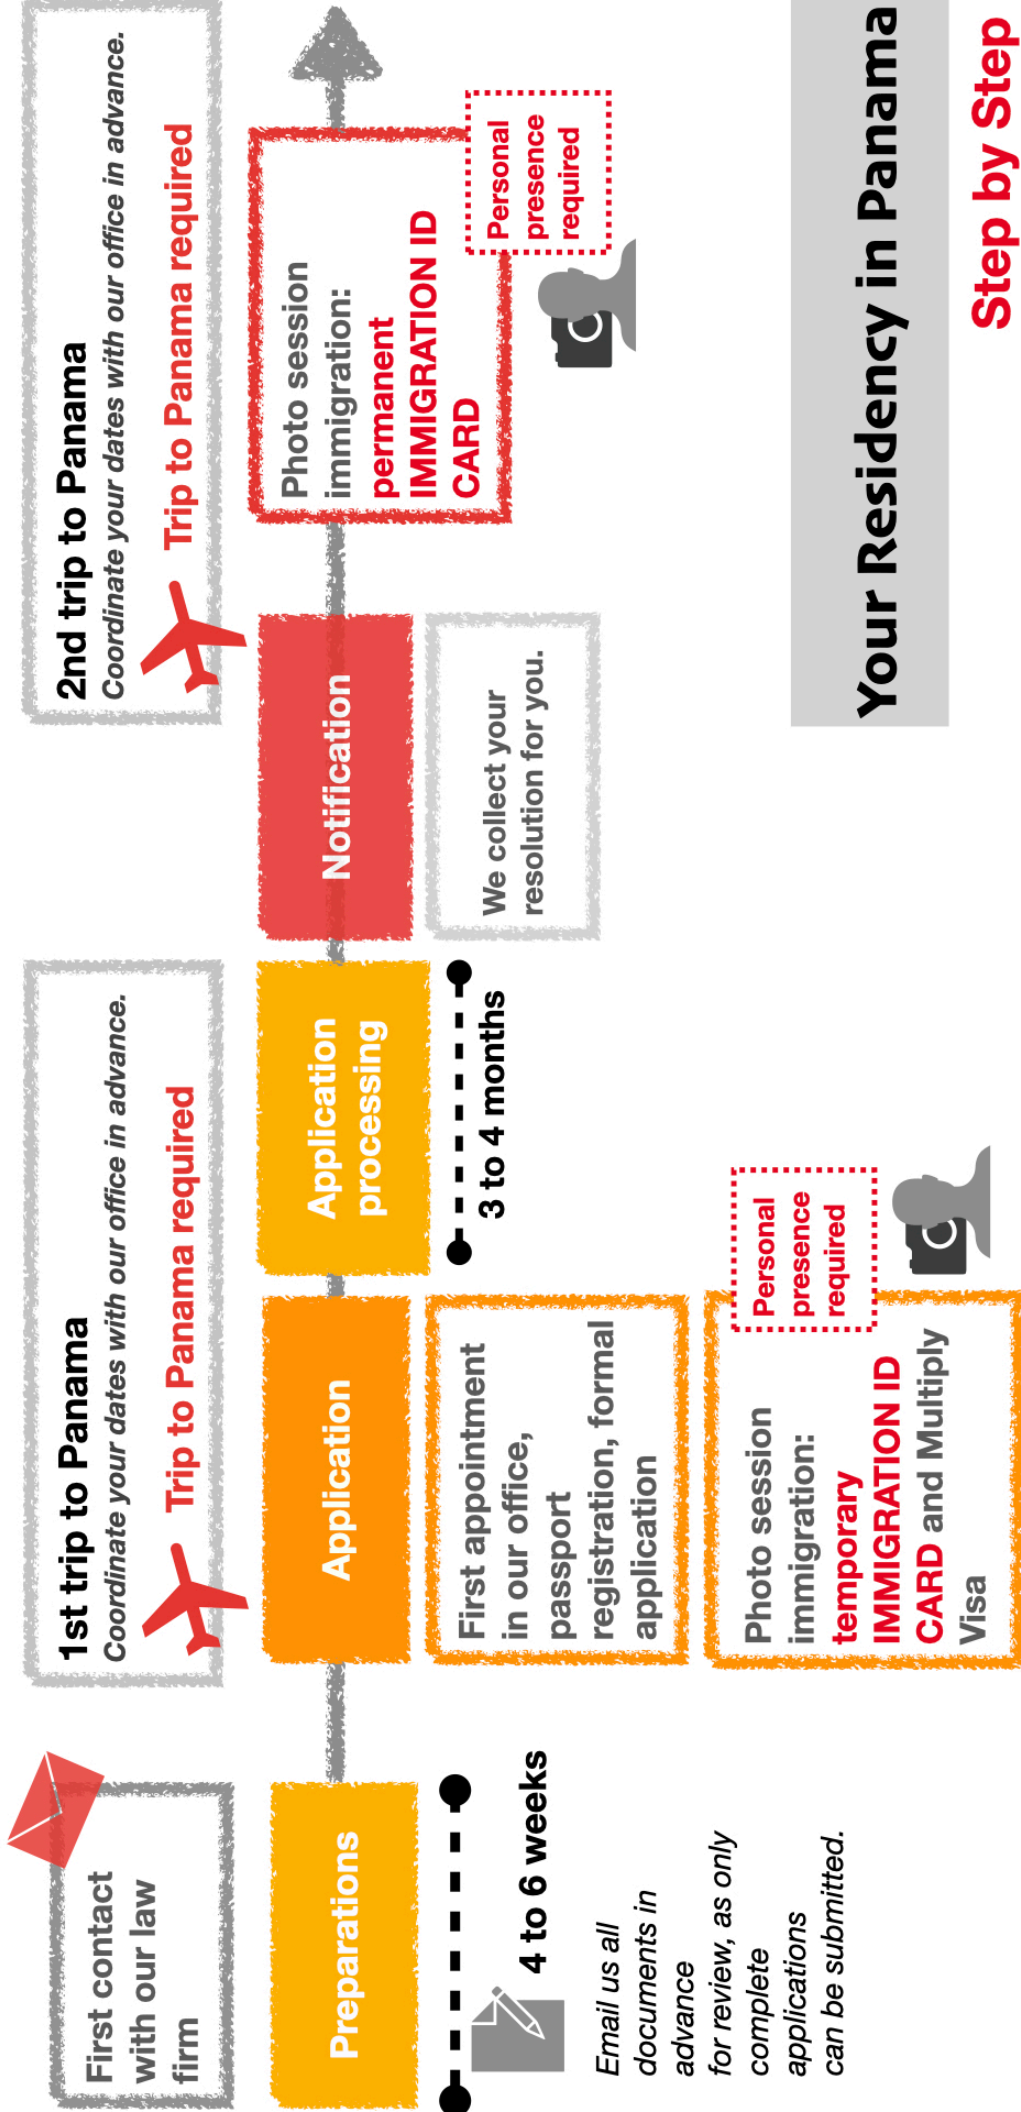 First contact
with our law
firm
1st trip to Panama
Coordinate your dates with our office in advance.
Trip to Panama required
2nd trip to Panama
Coordinate your dates with our office in advance.
Trip to Panama required
Preparations
Application
Application
processing
Notification
Photo session
immigration:
permanent
IMMIGRATION ID
CARD
Personal
presence
required
4 to 6 weeks
Email us all
documents in
advance
for review, as only
complete
applications
can be submitted.
First appointment
in our office,
passport
registration, formal
application
3 to 4 months
We collect your
resolution for you.
Photo session
immigration:
temporary
IMMIGRATION ID
CARD and Multiply
Visa
Personal
presence
required
Your Residency in Panama
Step by Step